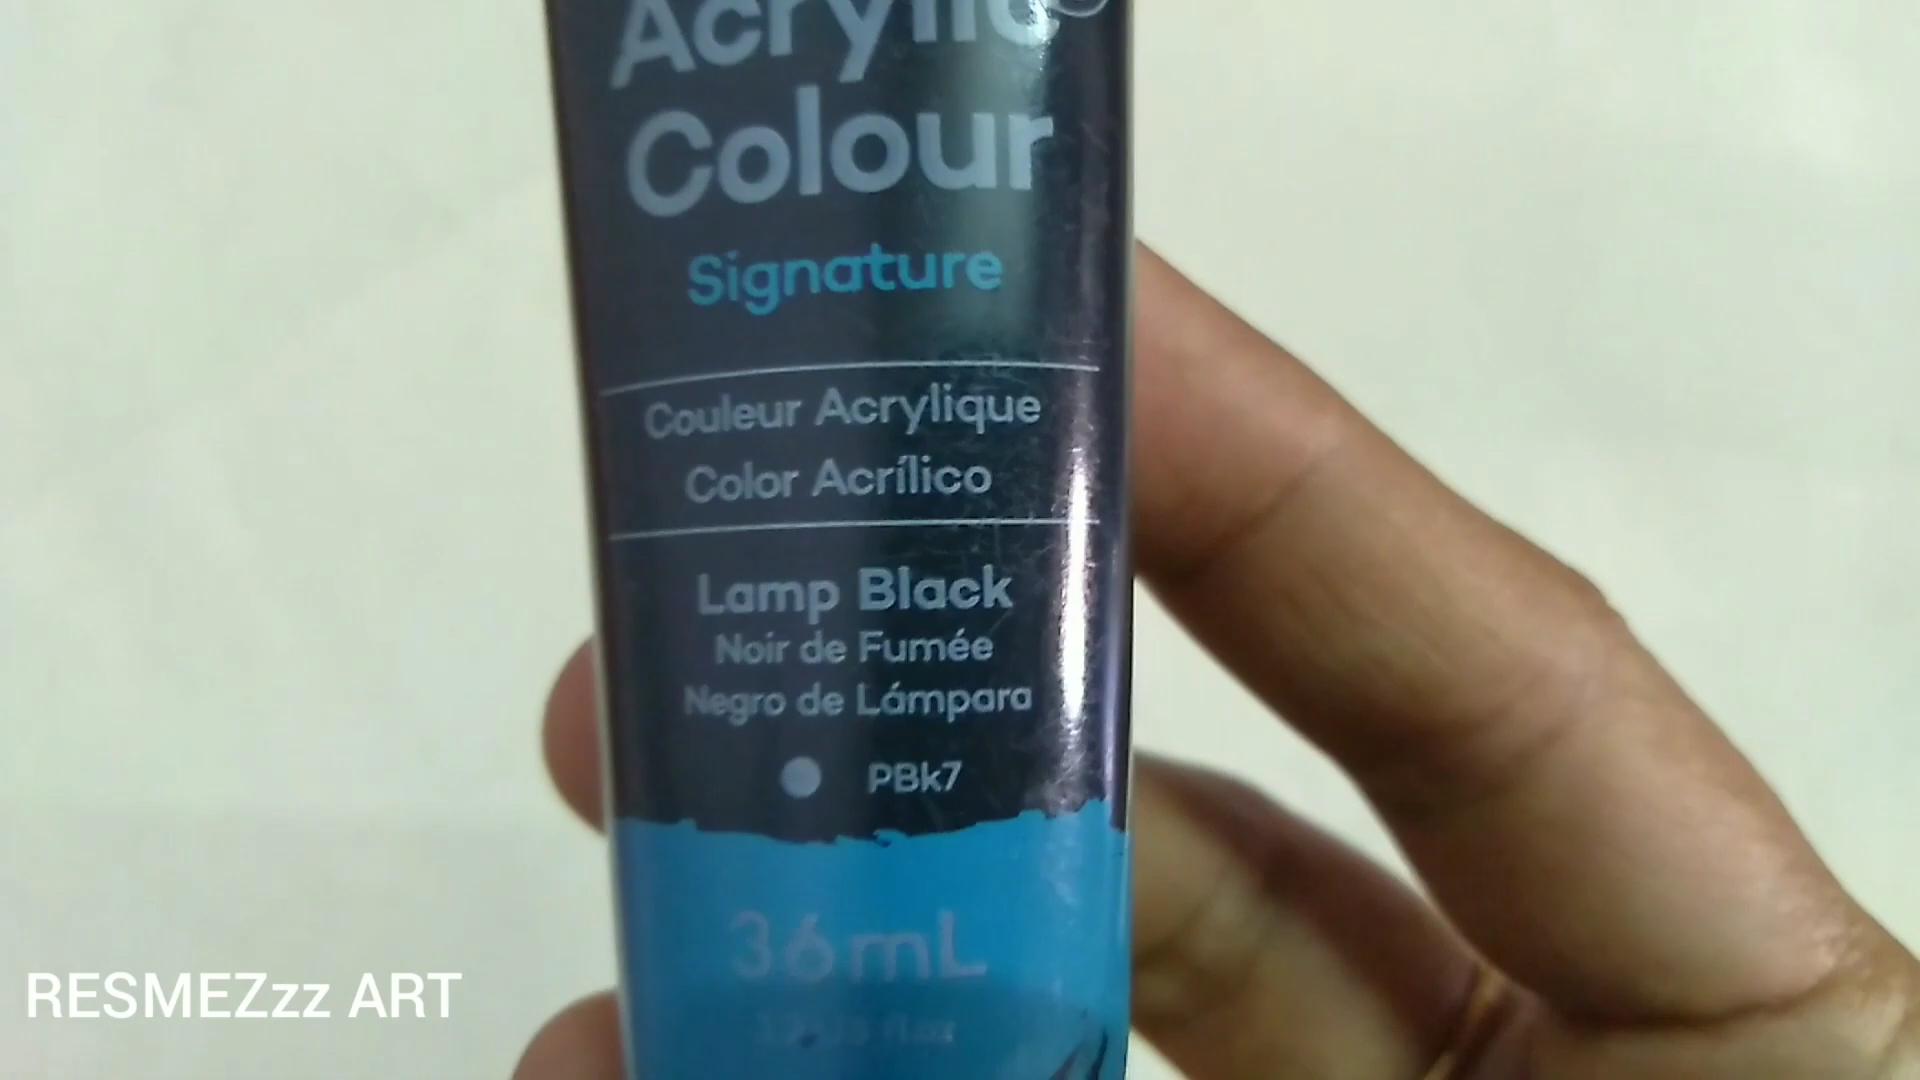 Acrylic
Colour
Signature
Couleur Acrylique
Color Acrílico
Lamp Black
Noir de Fumée
Negro de Lámpara
PBk7
36mL
RESMEZzz ART